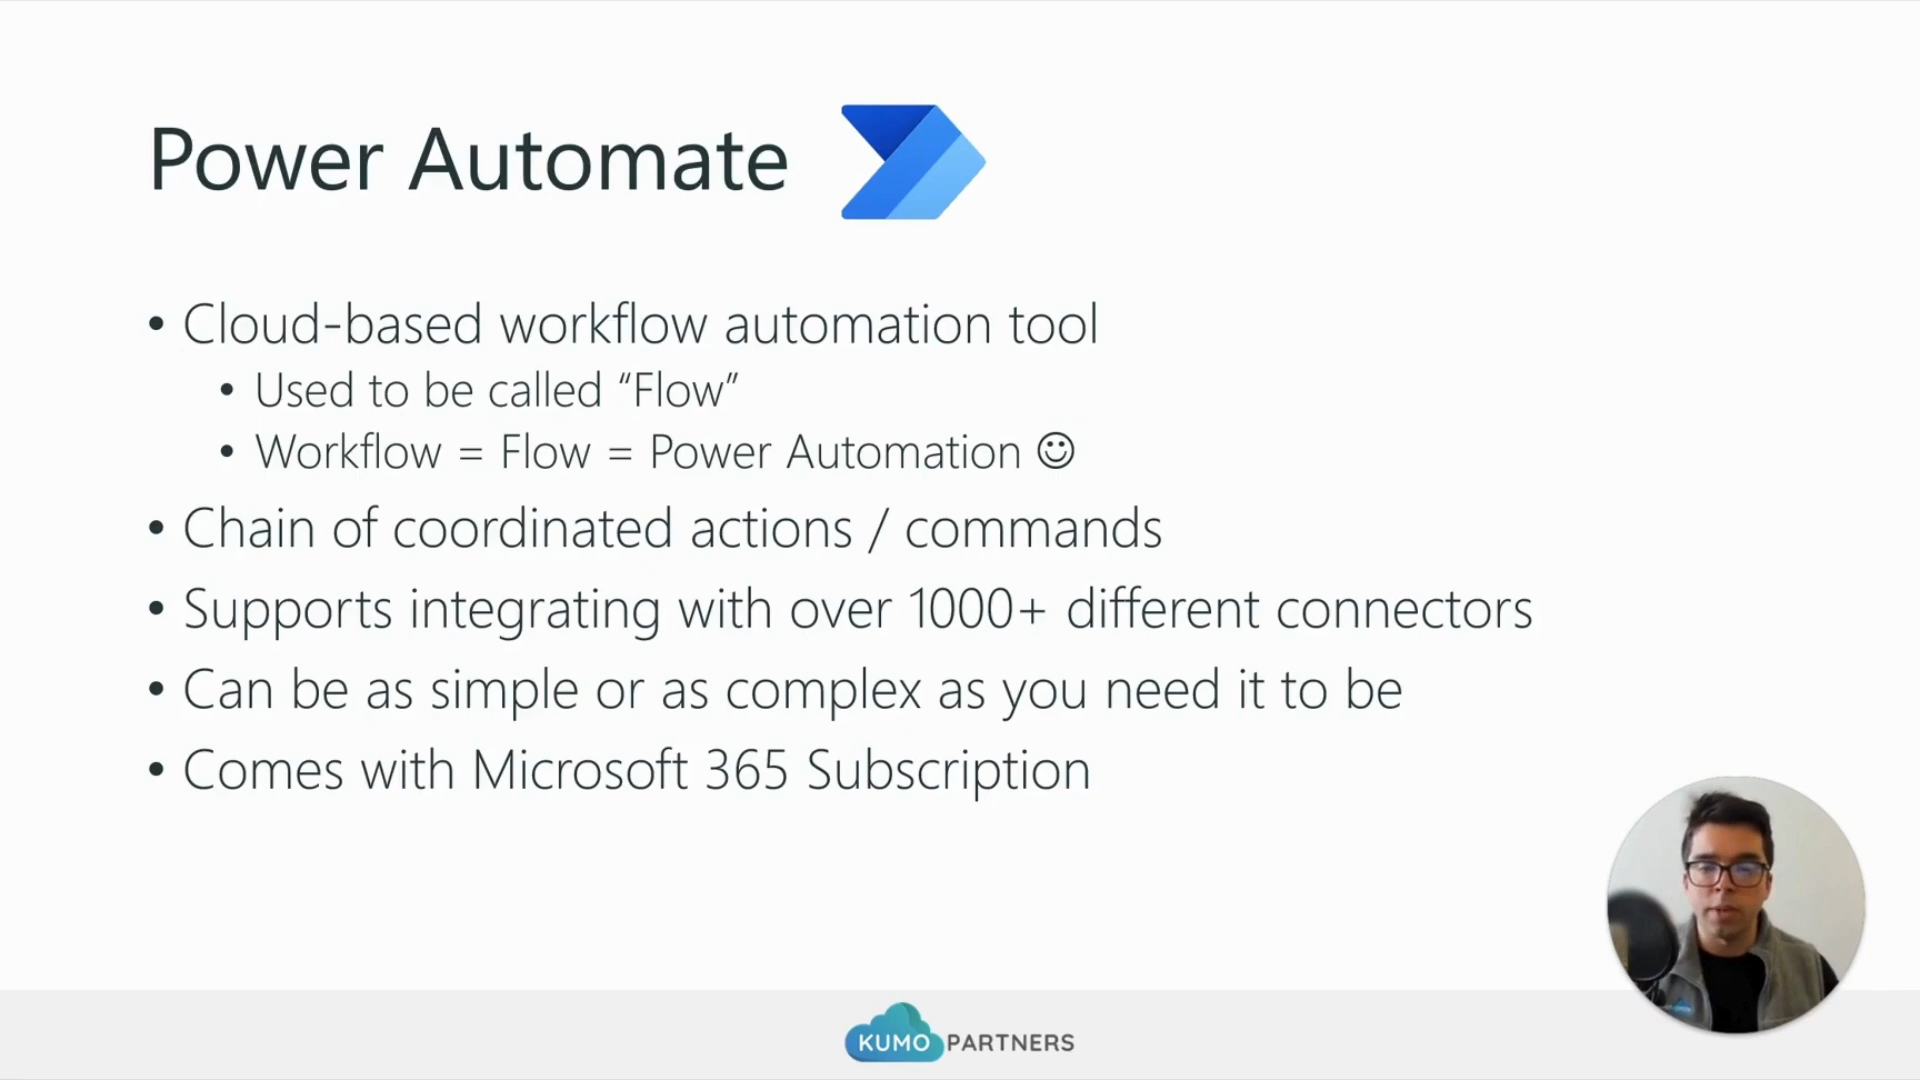 Power Automate
• Cloud-based workflow automation tool
• Used to be called “Flow”
• Workflow = Flow = Power Automation ☺
• Chain of coordinated actions / commands
• Supports integrating with over 1000+ different connectors
• Can be as simple or as complex as you need it to be
• Comes with Microsoft 365 Subscription
KUMO PARTNERS